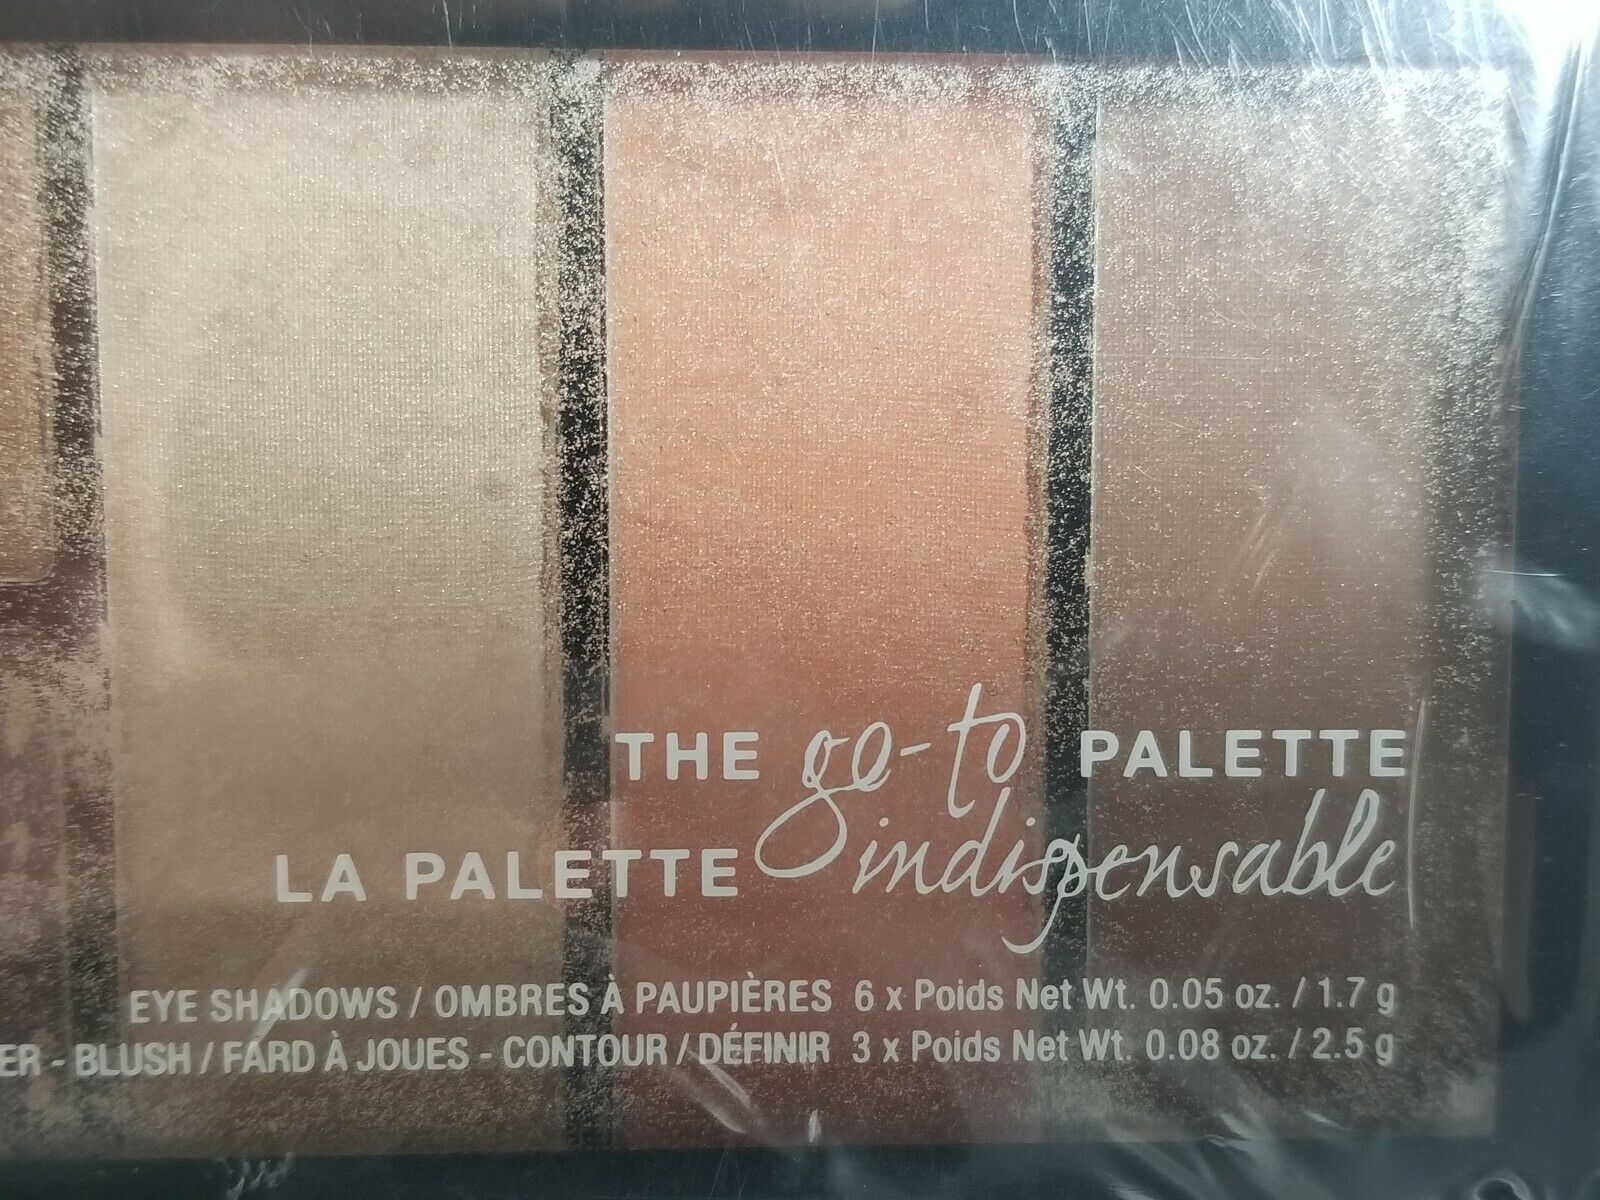 THE go-to PALETTE
LA PALETTE indispensable
EYE SHADOWS / OMBRES À PAUPIÈRES 6 x Poids Net Wt. 0.05 oz. / 1.7 g
ER - BLUSH / FARD À JOUES - CONTOUR / DÉFINIR 3 x Poids Net Wt. 0.08 oz. / 2.5 g